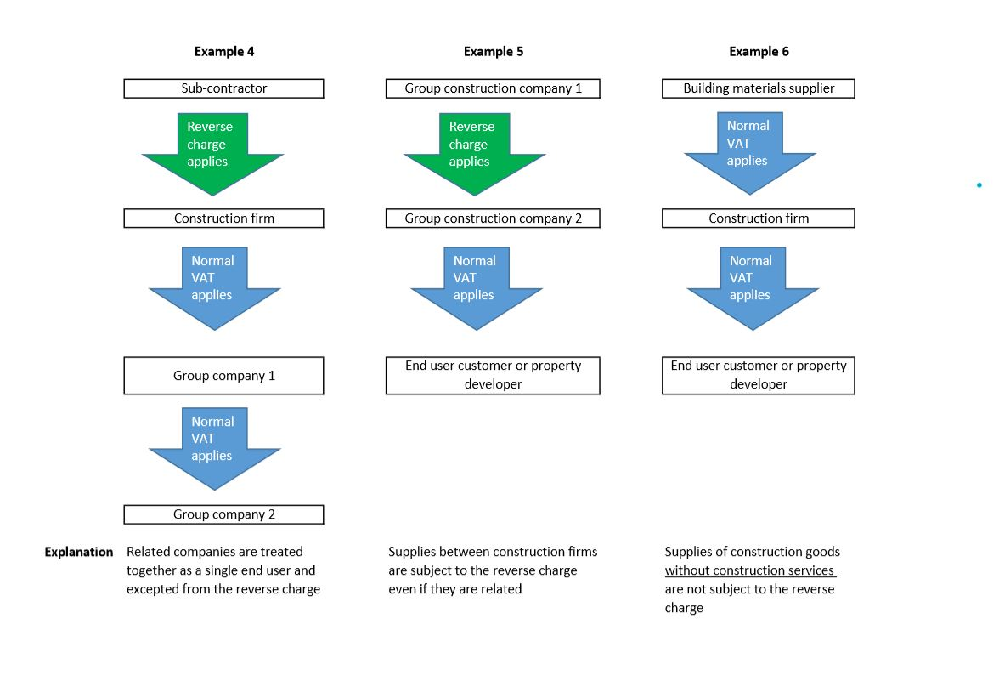 Example 4
Sub-contractor
Reverse
charge
applies
Construction firm
Normal
VAT
applies
Group company 1
Normal
VAT
applies
Group company 2
Example 5
Group construction company 1
Reverse
charge
applies
Group construction company 2
Normal
VAT
applies
End user customer or property
developer
Example 6
Building materials supplier
Normal
VAT
applies
Construction firm
Normal
VAT
applies
End user customer or property
developer
Explanation
Related companies are treated
together as a single end user and
excepted from the reverse charge
Supplies between construction firms
are subject to the reverse charge
even if they are related
Supplies of construction goods
without construction services
are not subject to the reverse
charge